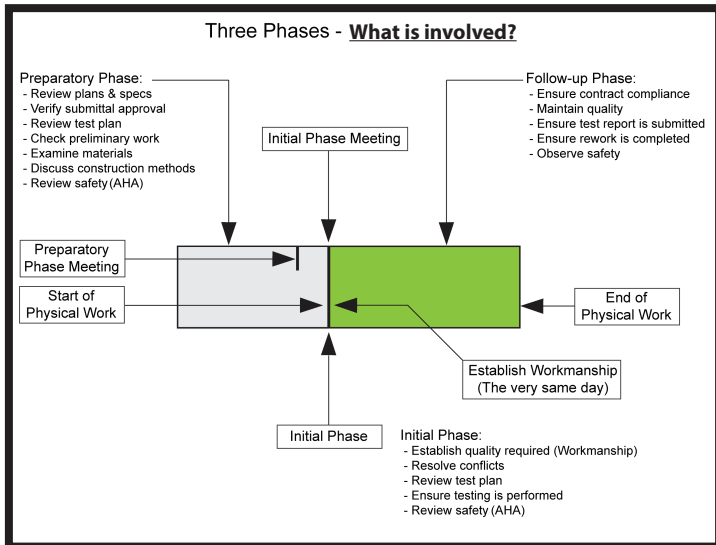 Three Phases - What is involved?
Preparatory Phase:
- Review plans & specs
- Verify submittal approval
- Review test plan
- Check preliminary work
- Examine materials
- Discuss construction methods
- Review safety (AHA)
Initial Phase Meeting
Follow-up Phase:
- Ensure contract compliance
- Maintain quality
- Ensure test report is submitted
- Ensure rework is completed
- Observe safety
Preparatory
Phase Meeting
Start of
Physical Work
End of
Physical Work
Establish Workmanship
(The very same day)
Initial Phase
Initial Phase:
- Establish quality required (Workmanship)
- Resolve conflicts
- Review test plan
- Ensure testing is performed
- Review safety (AHA)